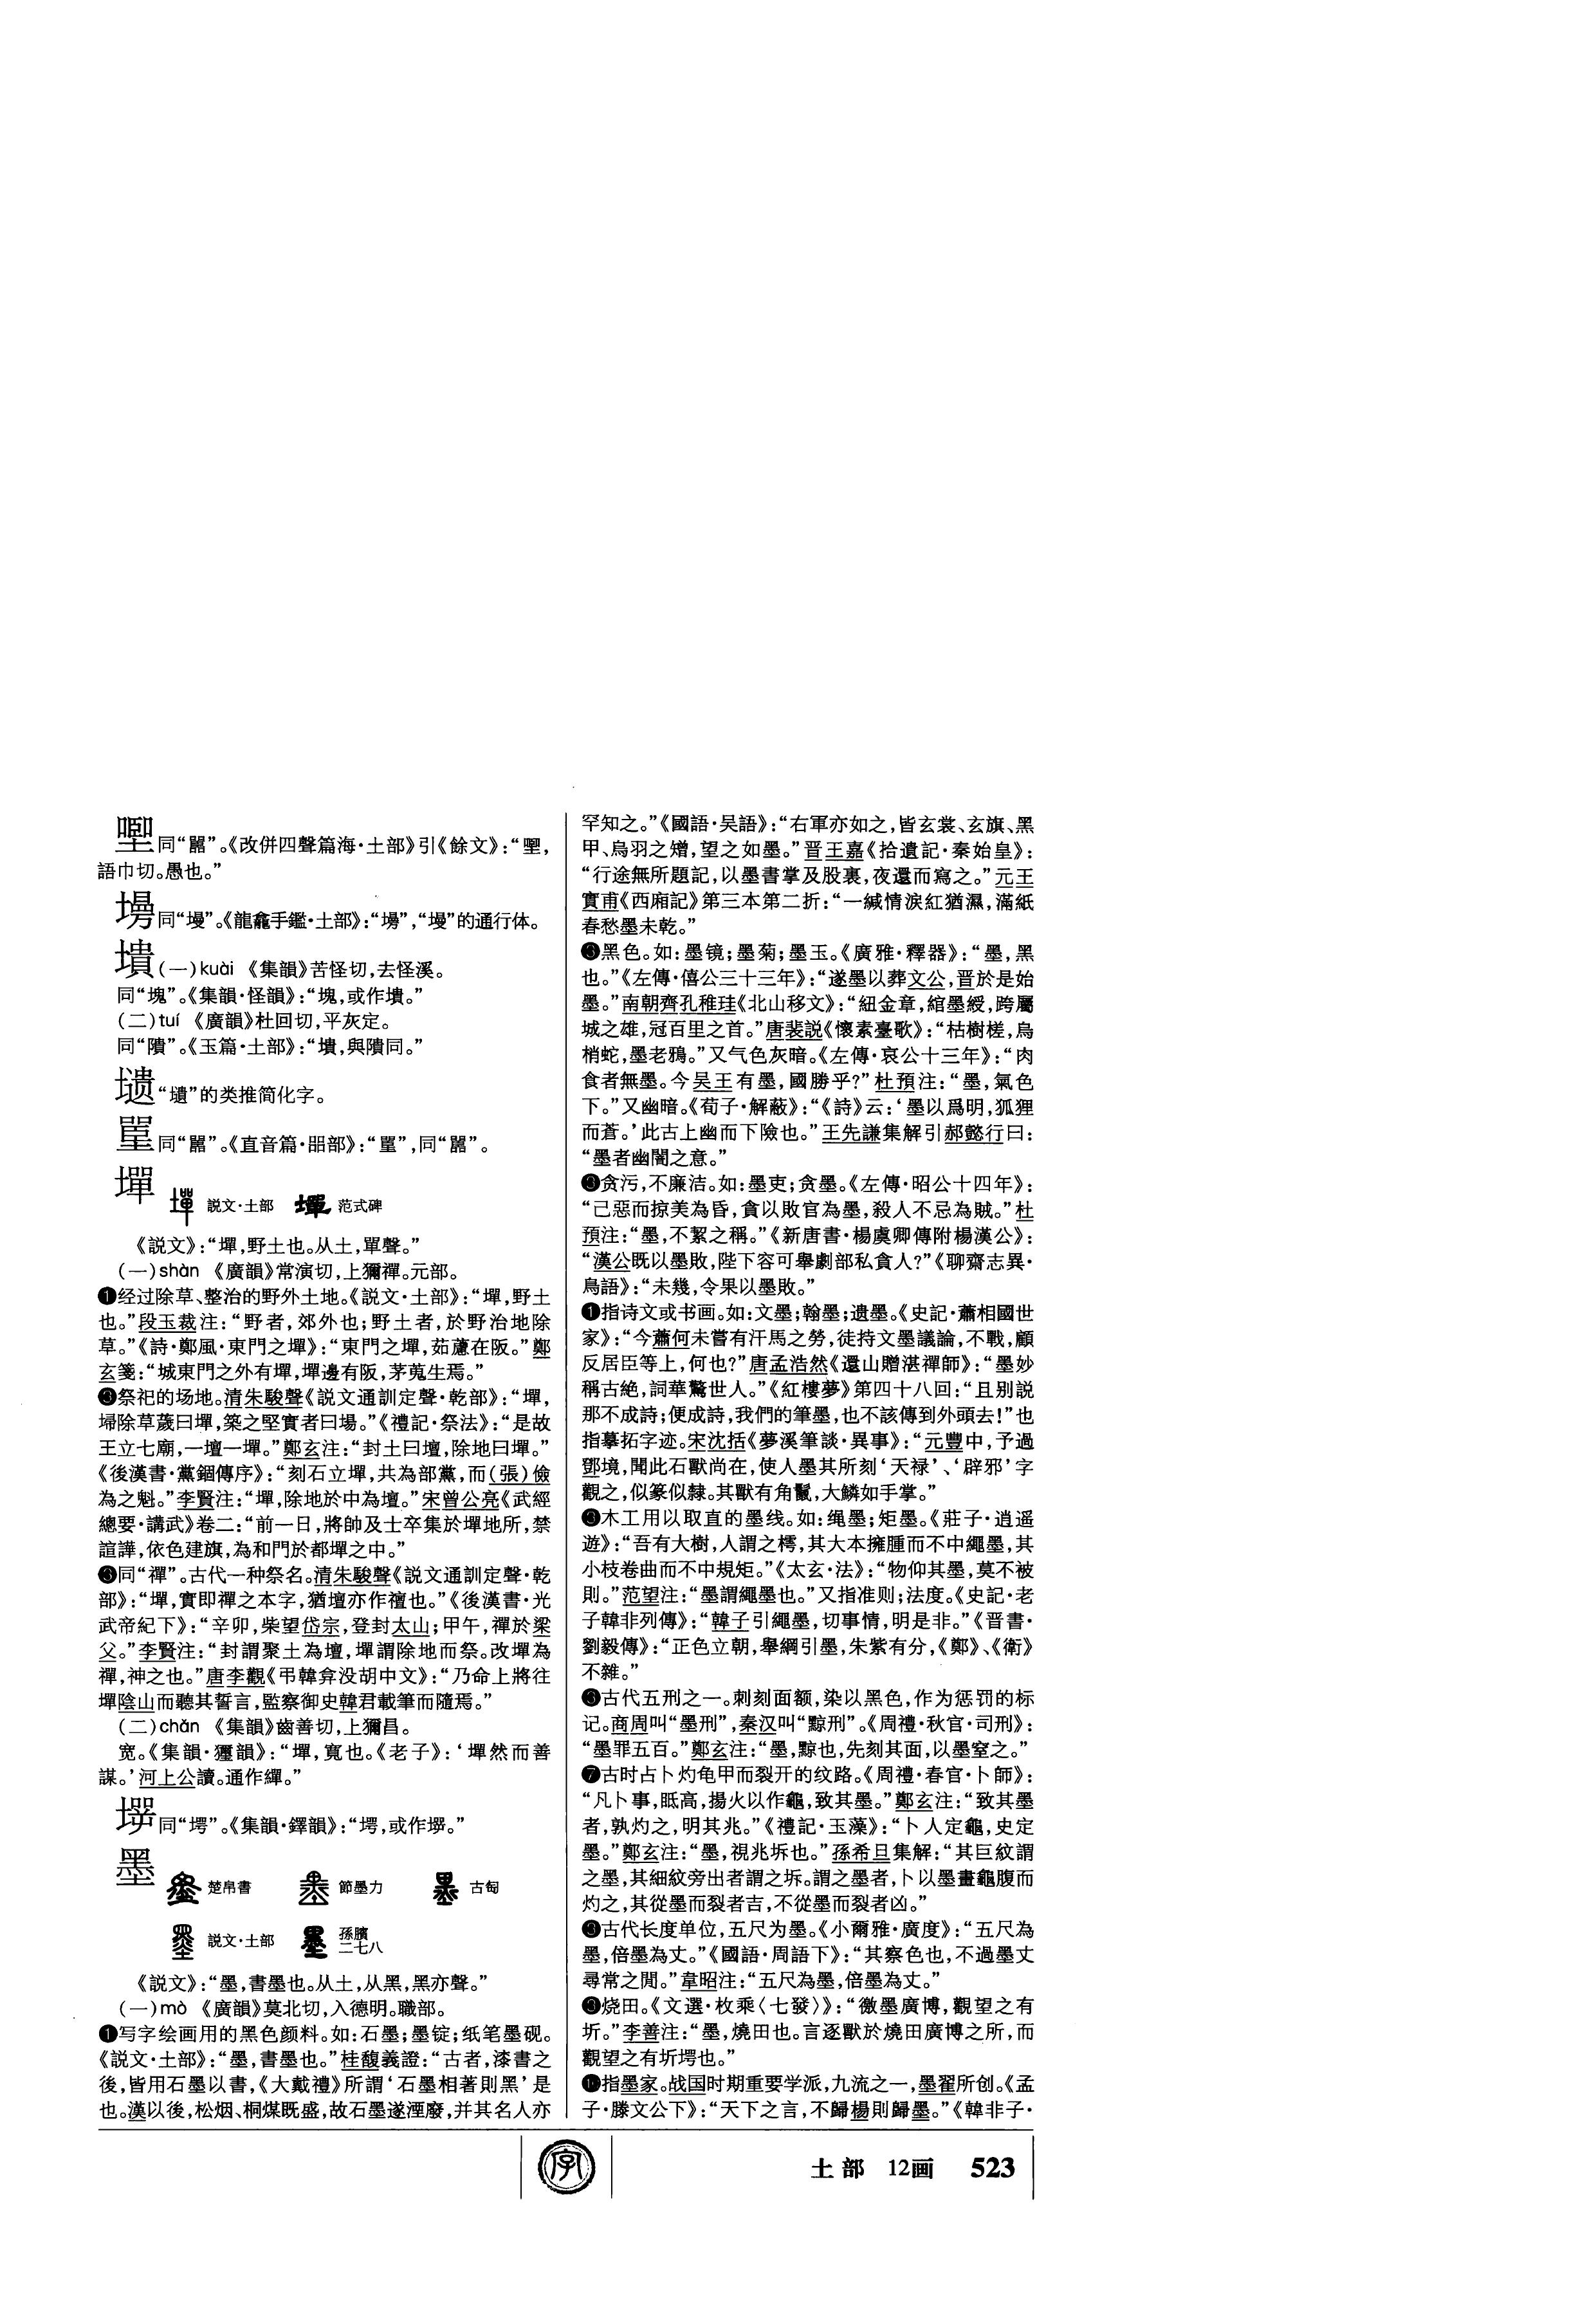 同“嚚”。《改併四聲篇海·土部》引《餘文》:“𡑅,
語巾切。愚也。”
同“墁”。《龍龕手鑑·土部》:“塄”,“墁”的通行体。
墤(一)kuài 《集韻》苦怪切,去怪溪。
同“塊”。《集韻·怪韻》:“塊,或作墤。”
(二)tuí 《廣韻》杜回切,平灰定。
同“隤”。《玉篇·土部》:“墤,與隤同。”
“壝”的类推简化字。
同“嚚”。《直音篇·㗊部》:“𡈁”,同“嚚”。
墠
説文·土部 范式碑
《説文》:“墠,野土也。从土,單聲。”
(一)shàn 《廣韻》常演切,上獮禪。元部。
❶经过除草、整治的野外土地。《説文·土部》:“墠,野土
也。”段玉裁注:“野者,郊外也;野土者,於野治地除
草。”《詩·鄭風·東門之墠》:“東門之墠,茹藘在阪。”鄭
玄箋:“城東門之外有墠,墠邊有阪,茅蒐生焉。”
❷祭祀的场地。清朱駿聲《説文通訓定聲·乾部》:“墠,
埽除草薉曰墠,築之堅實者曰場。”《禮記·祭法》:“是故
王立七廟,一壇一墠。”鄭玄注:“封土曰壇,除地曰墠。”
《後漢書·黨錮傳序》:“刻石立墠,共為部黨,而(張)儉
為之魁。”李賢注:“墠,除地於中為壇。”宋曾公亮《武經
總要·講武》卷二:“前一日,將帥及士卒集於墠地所,禁
諠譁,依色建旗,為和門於都墠之中。”
❸同“禪”。古代一种祭名。清朱駿聲《説文通訓定聲·乾
部》:“墠,實即禪之本字,猶壇亦作襢也。”《後漢書·光
武帝紀下》:“辛卯,柴望岱宗,登封太山;甲午,禪於梁
父。”李賢注:“封謂聚土為壇,墠謂除地而祭。改墠為
禪,神之也。”唐李觀《弔韓弇没胡中文》:“乃命上將往
墠陰山而聽其誓言,監察御史韓君載筆而隨焉。”
(二)chǎn 《集韻》齒善切,上獮昌。
宽。《集韻·𤣗韻》:“墠,寬也。《老子》:‘墠然而善
謀。’河上公讀。通作繟。”
同“堮”。《集韻·鐸韻》:“堮,或作㙵。”
墨
楚帛書 節墨力 古匋
説文·土部 孫臏二七八
《説文》:“墨,書墨也。从土,从黑,黑亦聲。”
(一)mò 《廣韻》莫北切,入德明。職部。
❶写字绘画用的黑色颜料。如:石墨;墨锭;纸笔墨砚。
《説文·土部》:“墨,書墨也。”桂馥義證:“古者,漆書之
後,皆用石墨以書,《大戴禮》所謂‘石墨相著則黑’是
也。漢以後,松烟、桐煤既盛,故石墨遂湮廢,并其名人亦
罕知之。”《國語·吴語》:“右軍亦如之,皆玄裳、玄旗、黑
甲、烏羽之矰,望之如墨。”晋王嘉《拾遺記·秦始皇》:
“行途無所題記,以墨書掌及股裏,夜還而寫之。”元王
實甫《西廂記》第三本第二折:“一緘情淚紅猶濕,滿紙
春愁墨未乾。”
❷黑色。如:墨镜;墨菊;墨玉。《廣雅·釋器》:“墨,黑
也。”《左傳·僖公三十三年》:“遂墨以葬文公,晋於是始
墨。”南朝齊孔稚珪《北山移文》:“紐金章,綰墨綬,跨屬
城之雄,冠百里之首。”唐裴説《懷素臺歌》:“枯樹槎,烏
梢蛇,墨老鴉。”又气色灰暗。《左傳·哀公十三年》:“肉
食者無墨。今吴王有墨,國勝乎?”杜預注:“墨,氣色
下。”又幽暗。《荀子·解蔽》:“《詩》云:‘墨以爲明,狐狸
而蒼。’此古上幽而下險也。”王先謙集解引郝懿行曰:
“墨者幽闇之意。”
❸贪污,不廉洁。如:墨吏;贪墨。《左傳·昭公十四年》:
“己惡而掠美為昏,貪以敗官為墨,殺人不忌為賊。”杜
預注:“墨,不絜之稱。”《新唐書·楊虞卿傳附楊漢公》:
“漢公既以墨敗,陛下容可舉劇部私貪人?”《聊齋志異·
鳥語》:“未幾,令果以墨敗。”
❹指诗文或书画。如:文墨;翰墨;遗墨。《史記·蕭相國世
家》:“今蕭何未嘗有汗馬之勞,徒持文墨議論,不戰,顧
反居臣等上,何也?”唐孟浩然《還山贈湛禪師》:“墨妙
稱古絶,詞華驚世人。”《紅樓夢》第四十八回:“且别説
那不成詩;便成詩,我們的筆墨,也不該傳到外頭去!”也
指摹拓字迹。宋沈括《夢溪筆談·異事》:“元豐中,予過
鄧境,聞此石獸尚在,使人墨其所刻‘天禄’、‘辟邪’字
觀之,似篆似隸。其獸有角鬣,大鱗如手掌。”
❺木工用以取直的墨线。如:绳墨;矩墨。《莊子·逍遥
遊》:“吾有大樹,人謂之樗,其大本擁腫而不中繩墨,其
小枝卷曲而不中規矩。”《太玄·法》:“物仰其墨,莫不被
則。”范望注:“墨謂繩墨也。”又指准则;法度。《史記·老
子韓非列傳》:“韓子引繩墨,切事情,明是非。”《晋書·
劉毅傳》:“正色立朝,舉綱引墨,朱紫有分,《鄭》、《衛》
不雜。”
❻古代五刑之一。刺刻面额,染以黑色,作为惩罚的标
记。商周叫“墨刑”,秦汉叫“黥刑”。《周禮·秋官·司刑》:
“墨罪五百。”鄭玄注:“墨,黥也,先刻其面,以墨窒之。”
❼古时占卜灼龟甲而裂开的纹路。《周禮·春官·卜師》:
“凡卜事,眡高,揚火以作龜,致其墨。”鄭玄注:“致其墨
者,孰灼之,明其兆。”《禮記·玉藻》:“卜人定龜,史定
墨。”鄭玄注:“墨,視兆坼也。”孫希旦集解:“其巨紋謂
之墨,其細紋旁出者謂之坼。謂之墨者,卜以墨畫龜腹而
灼之,其從墨而裂者吉,不從墨而裂者凶。”
❽古代长度单位,五尺为墨。《小爾雅·廣度》:“五尺為
墨,倍墨為丈。”《國語·周語下》:“其察色也,不過墨丈
尋常之閒。”韋昭注:“五尺為墨,倍墨為丈。”
❾烧田。《文選·枚乘〈七發〉》:“徼墨廣博,觀望之有
圻。”李善注:“墨,燒田也。言逐獸於燒田廣博之所,而
觀望之有圻堮也。”
❿指墨家。战国时期重要学派,九流之一,墨翟所创。《孟
子·滕文公下》:“天下之言,不歸楊則歸墨。”《韓非子·
字
土部 12画 523